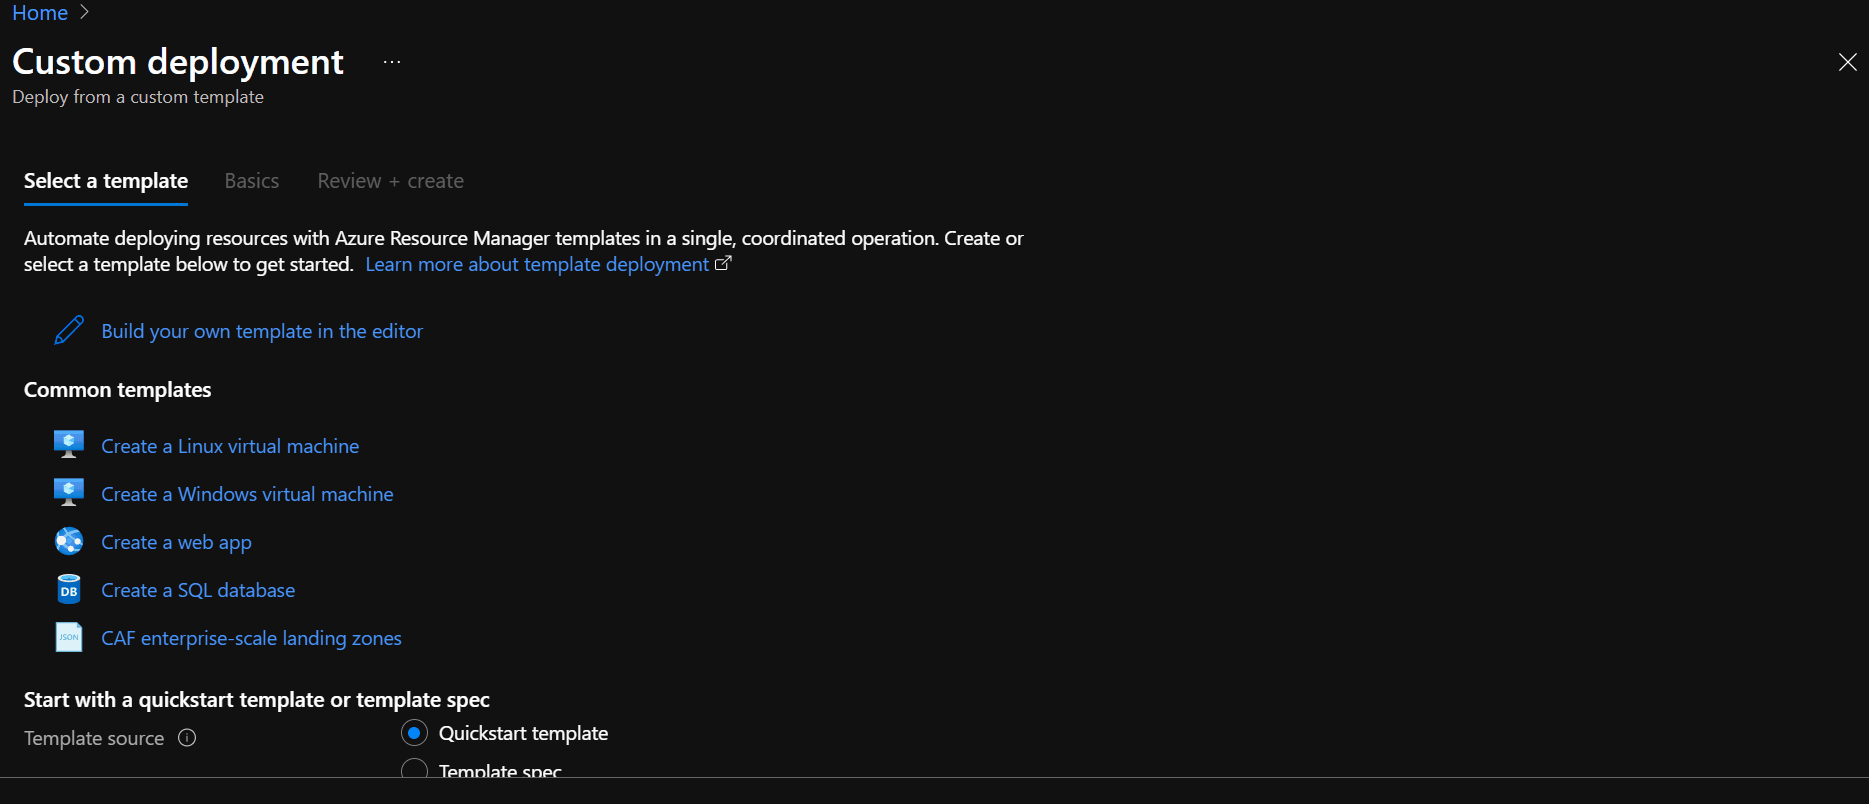 Home
Custom deployment ...
Deploy from a custom template
Select a template Basics Review + create
Automate deploying resources with Azure Resource Manager templates in a single, coordinated operation. Create or
select a template below to get started. Learn more about template deployment
Build your own template in the editor
Common templates
Create a Linux virtual machine
Create a Windows virtual machine
Create a web app
DB Create a SQL database
JSON CAF enterprise-scale landing zones
Start with a quickstart template or template spec
Template source Quickstart template
Template spec